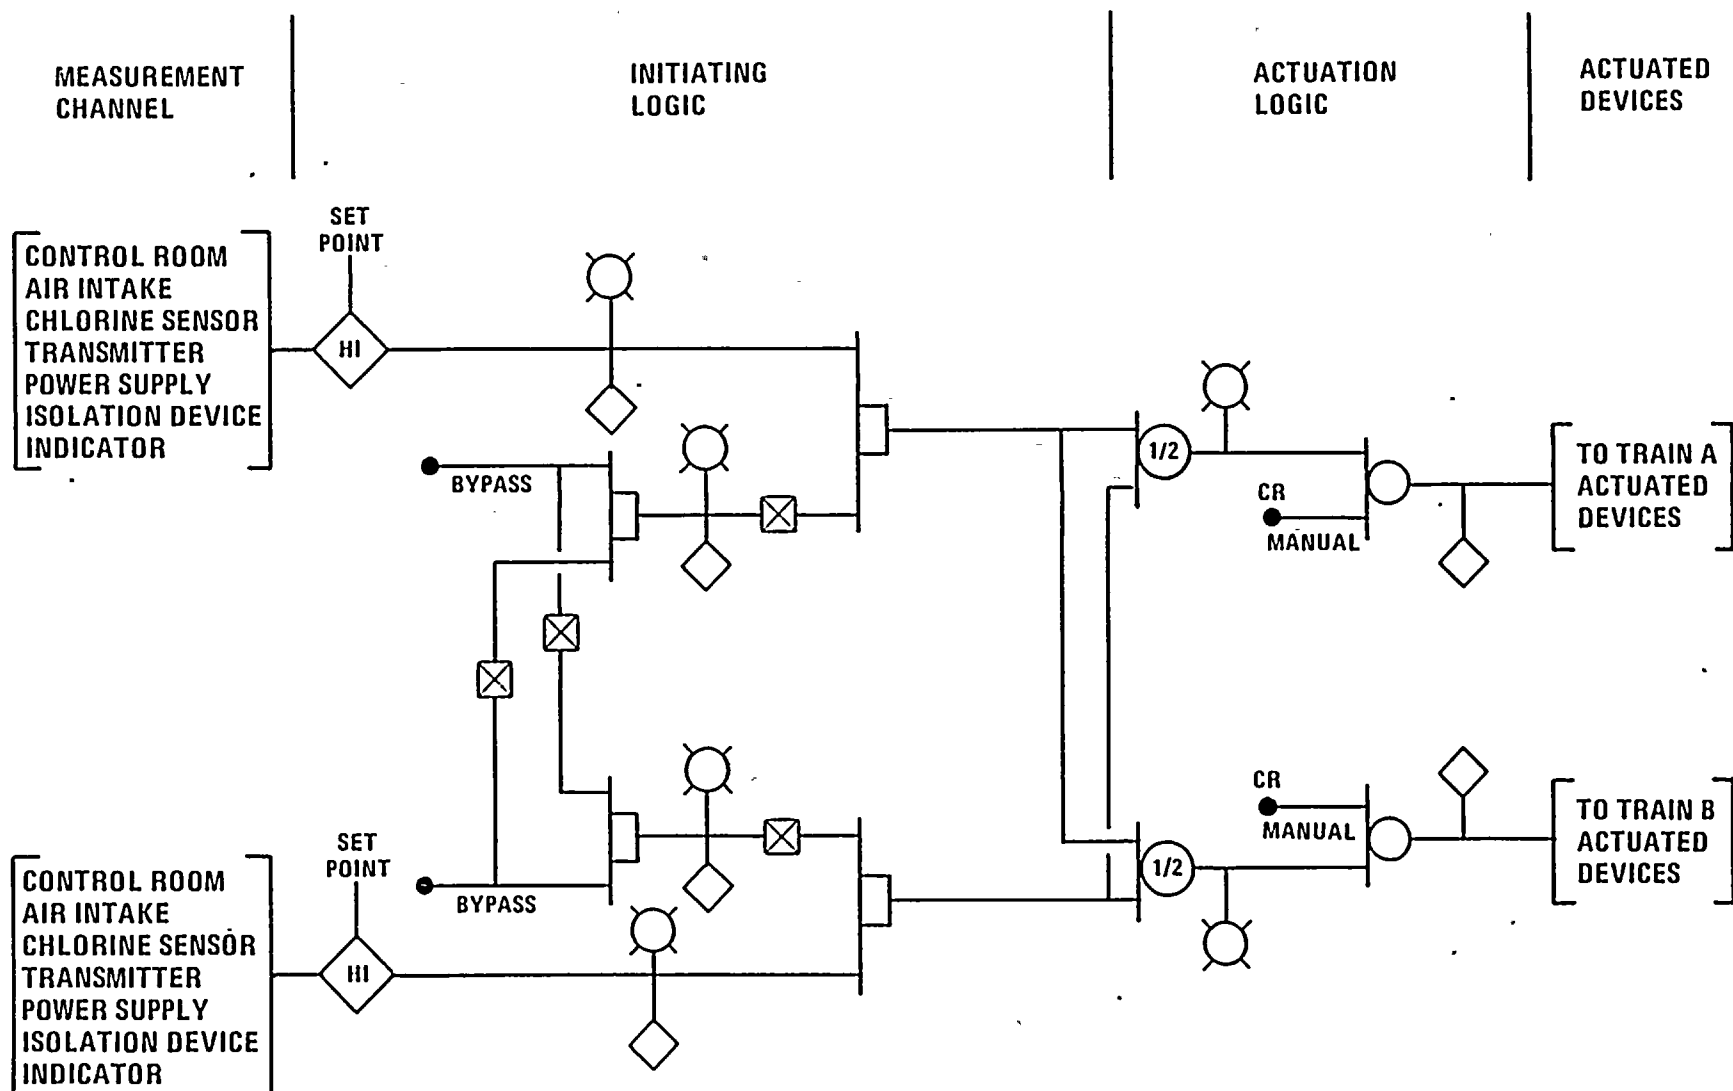 MEASUREMENT
CHANNEL
INITIATING
LOGIC
ACTUATION
LOGIC
ACTUATED
DEVICES
SET
POINT
CONTROL ROOM
AIR INTAKE
CHLORINE SENSOR
TRANSMITTER
POWER SUPPLY
ISOLATION DEVICE
INDICATOR
HI
BYPASS
1/2
CR
MANUAL
TO TRAIN A
ACTUATED
DEVICES
SET
POINT
CONTROL ROOM
AIR INTAKE
CHLORINE SENSOR
TRANSMITTER
POWER SUPPLY
ISOLATION DEVICE
INDICATOR
HI
BYPASS
1/2
CR
MANUAL
TO TRAIN B
ACTUATED
DEVICES